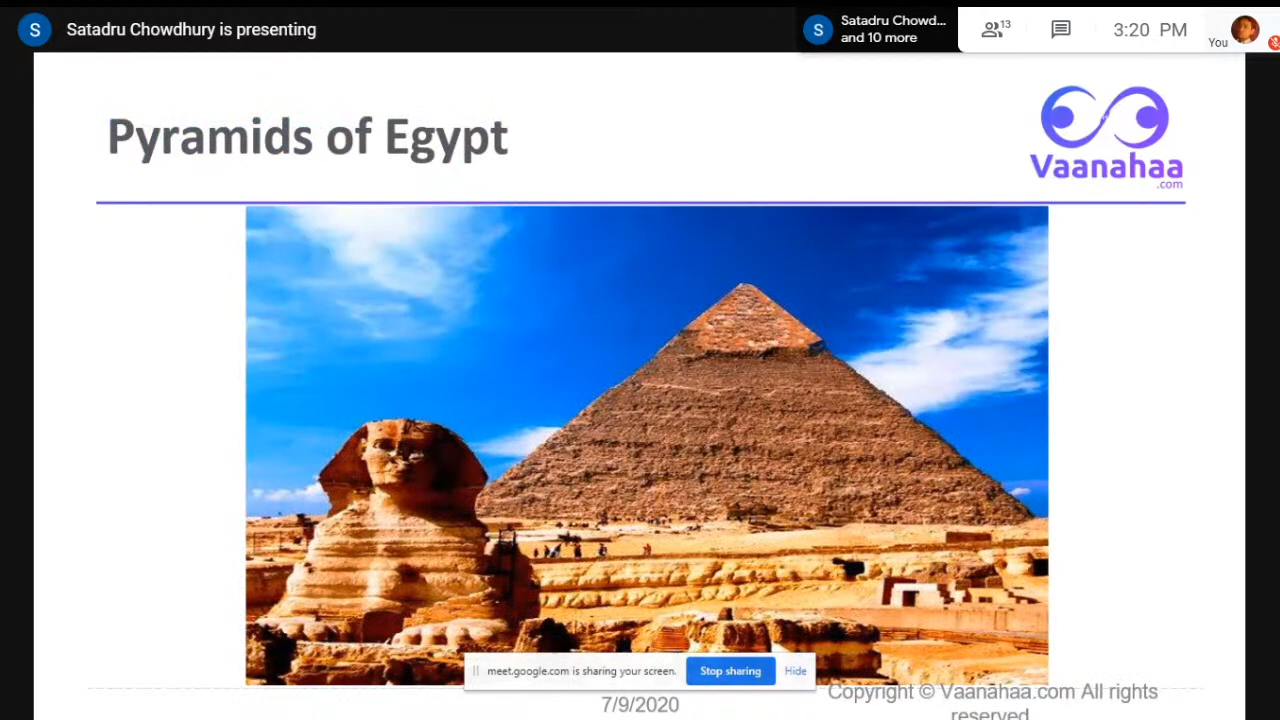 S Satadru Chowdhury is presenting
S Satadru Chowd...
and 10 more
13
3:20 PM
You
Pyramids of Egypt
Vaanahaa
.com
meet.google.com is sharing your screen. Stop sharing Hide
7/9/2020
Copyright © Vaanahaa.com All rights
reserved